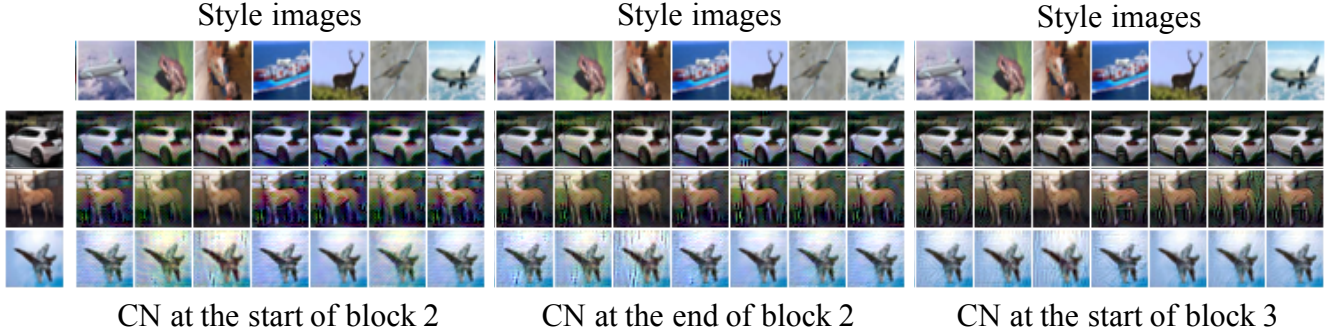 Style images
Style images
Style images
CN at the start of block 2
CN at the end of block 2
CN at the start of block 3